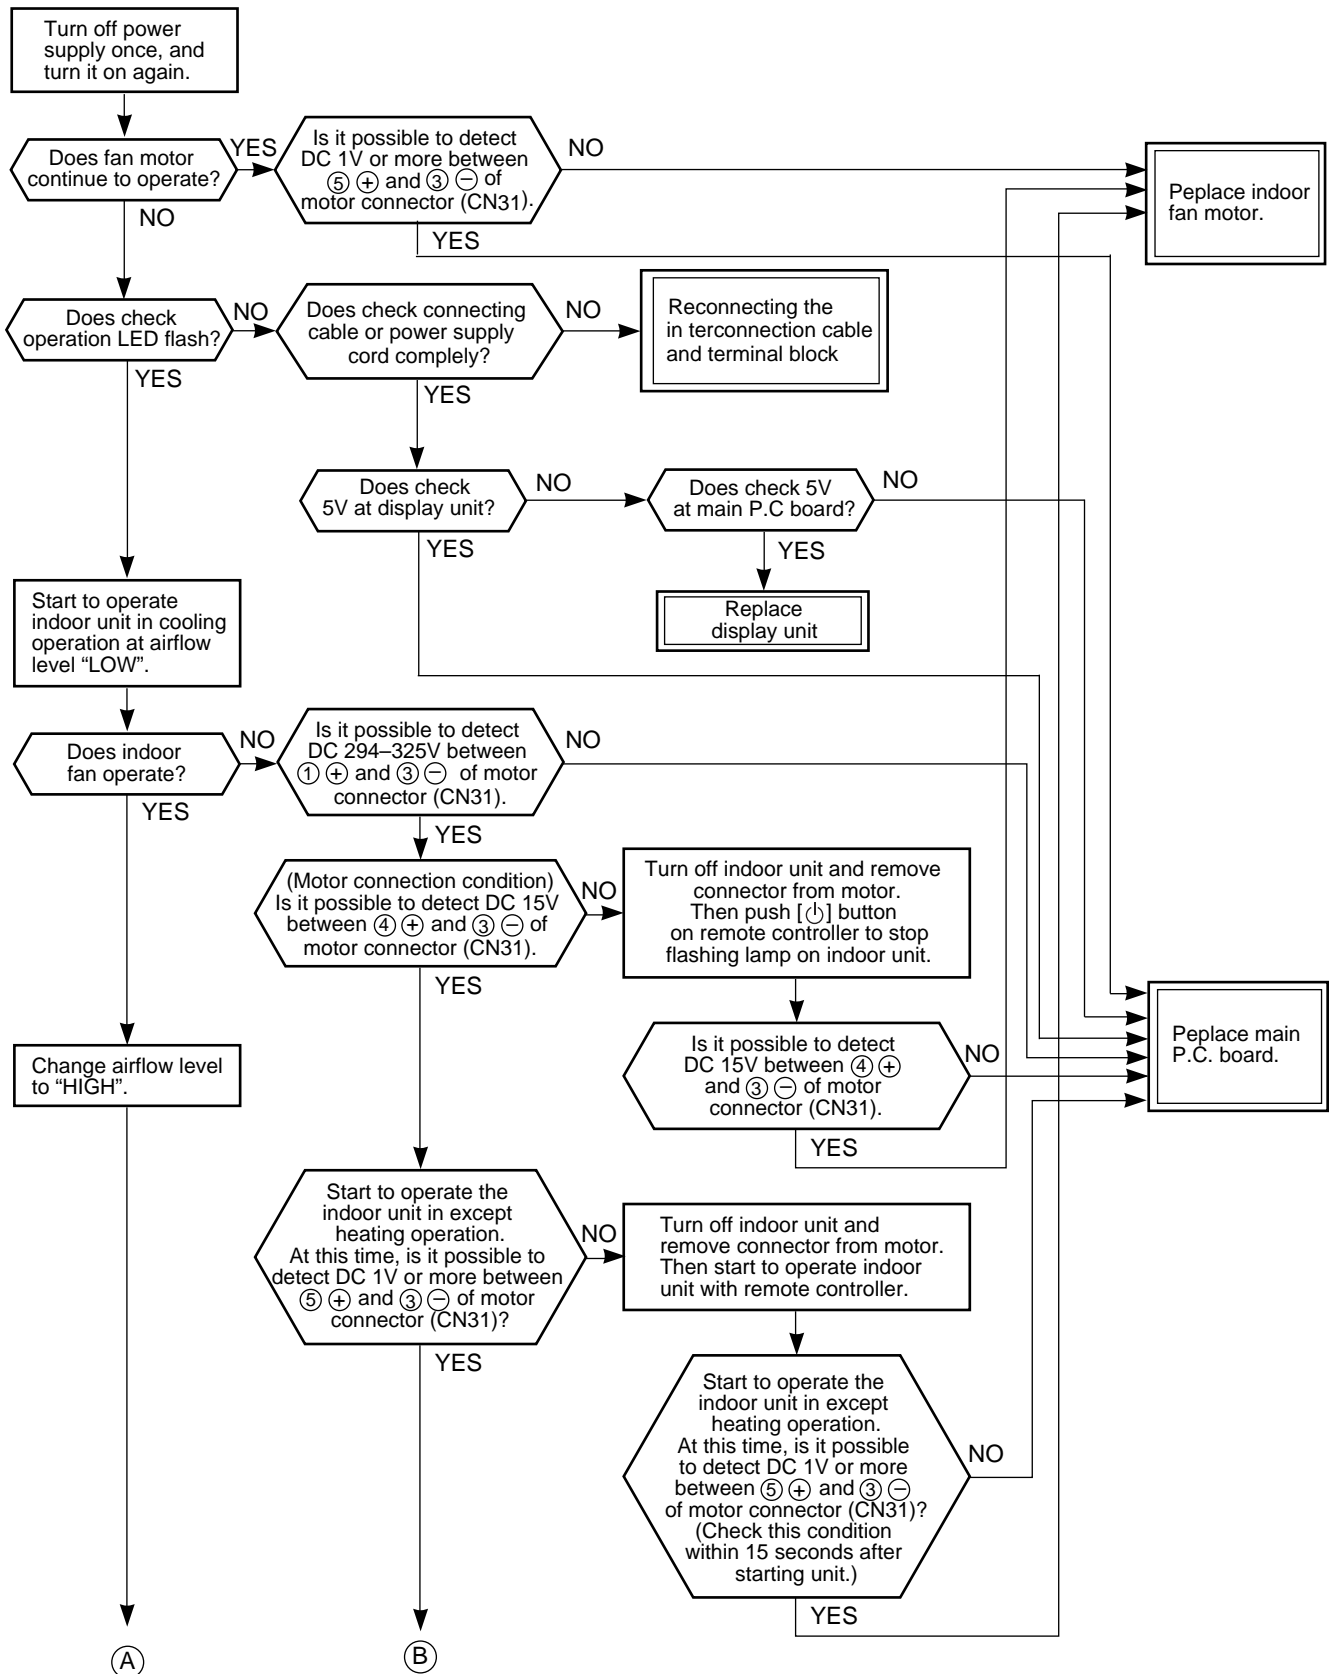 Turn off power
supply once, and
turn it on again.
Does fan motor
continue to operate?
YES
NO
Is it possible to detect
DC 1V or more between
⑤ ⊕ and ③ ⊖ of
motor connector (CN31).
NO
YES
Peplace indoor
fan motor.
Does check
operation LED flash?
NO
YES
Does check connecting
cable or power supply
cord complely?
NO
YES
Reconnecting the
in terconnection cable
and terminal block
Does check
5V at display unit?
NO
YES
Does check 5V
at main P.C board?
NO
YES
Replace
display unit
Start to operate
indoor unit in cooling
operation at airflow
level “LOW”.
Does indoor
fan operate?
NO
YES
Is it possible to detect
DC 294–325V between
① ⊕ and ③ ⊖ of motor
connector (CN31).
NO
YES
(Motor connection condition)
Is it possible to detect DC 15V
between ④ ⊕ and ③ ⊖ of
motor connector (CN31).
NO
YES
Turn off indoor unit and remove
connector from motor.
Then push [⏻] button
on remote controller to stop
flashing lamp on indoor unit.
Is it possible to detect
DC 15V between ④ ⊕
and ③ ⊖ of motor
connector (CN31).
NO
YES
Peplace main
P.C. board.
Change airflow level
to “HIGH”.
Start to operate the
indoor unit in except
heating operation.
At this time, is it possible to
detect DC 1V or more between
⑤ ⊕ and ③ ⊖ of motor
connector (CN31)?
NO
YES
Turn off indoor unit and
remove connector from motor.
Then start to operate indoor
unit with remote controller.
Start to operate the
indoor unit in except
heating operation.
At this time, is it possible
to detect DC 1V or more
between ⑤ ⊕ and ③ ⊖
of motor connector (CN31)?
(Check this condition
within 15 seconds after
starting unit.)
NO
YES
Ⓐ
Ⓑ